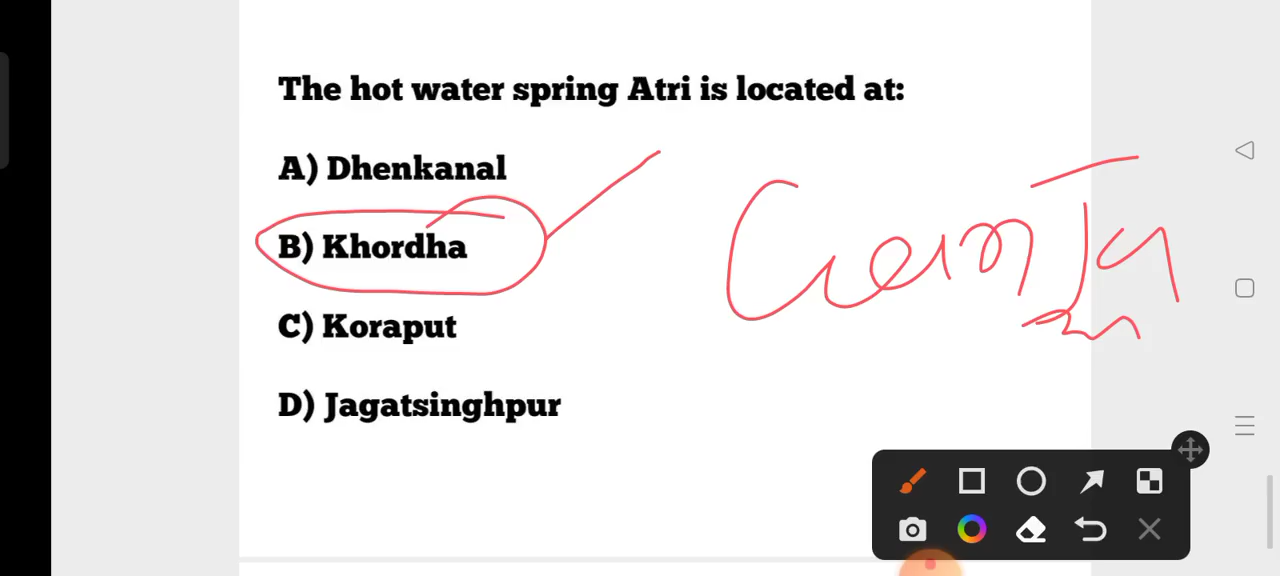 The hot water spring Atri is located at:
A) Dhenkanal
B) Khordha
C) Koraput
D) Jagatsinghpur